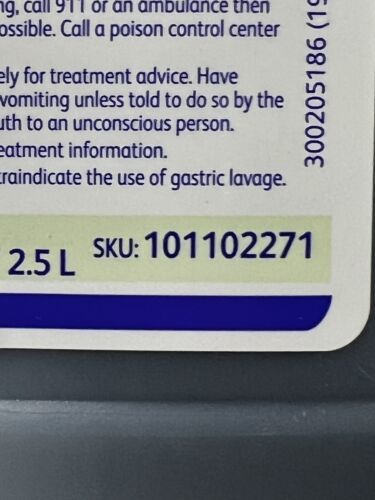 ng, call 911 or an ambulance then
ossible. Call a poison control center
ely for treatment advice. Have
vomiting unless told to do so by the
uth to an unconscious person.
eatment information.
traindicate the use of gastric lavage.
2.5 L SKU: 101102271
300205186 (19